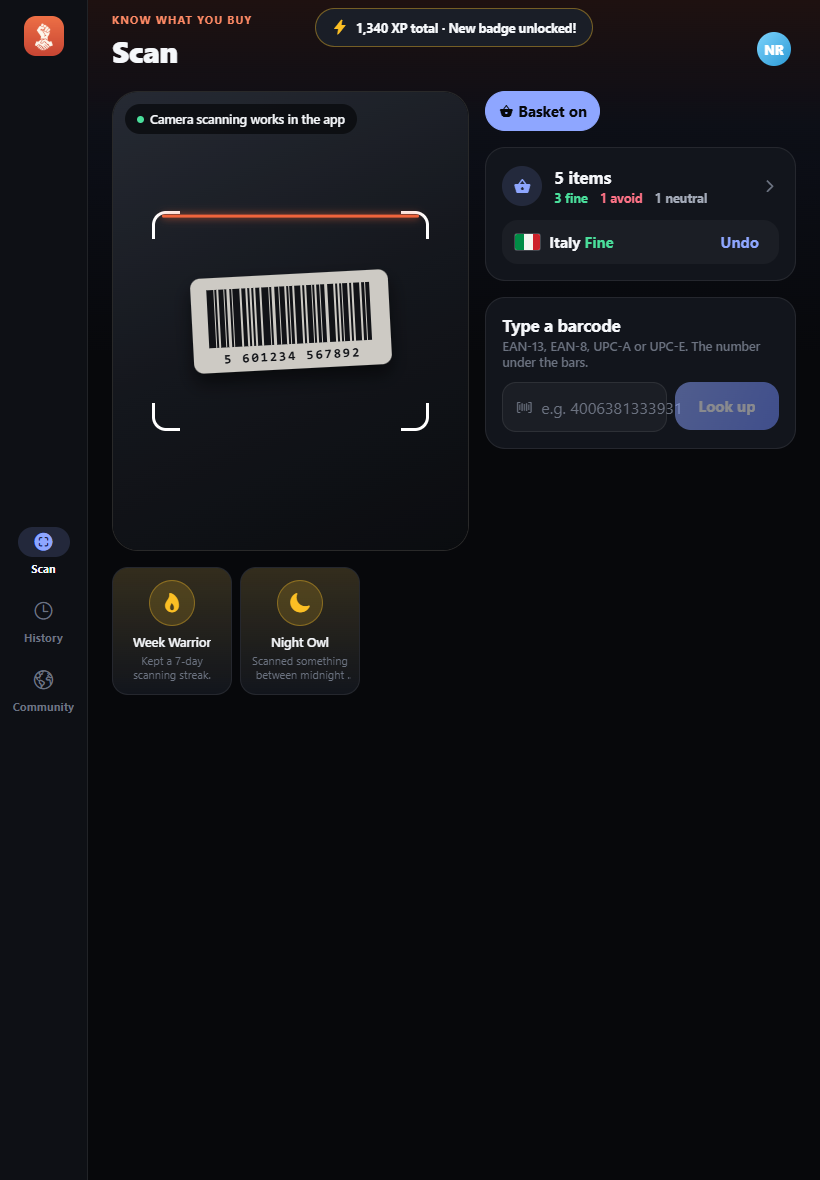 KNOW WHAT YOU BUY
Scan
1,340 XP total · New badge unlocked!
NR
Camera scanning works in the app
5 601234 567892
Basket on
5 items
3 fine 1 avoid 1 neutral
Italy Fine
Undo
Type a barcode
EAN-13, EAN-8, UPC-A or UPC-E. The number
under the bars.
e.g. 4006381333931
Look up
Week Warrior
Kept a 7-day
scanning streak.
Night Owl
Scanned something
between midnight .
Scan
History
Community